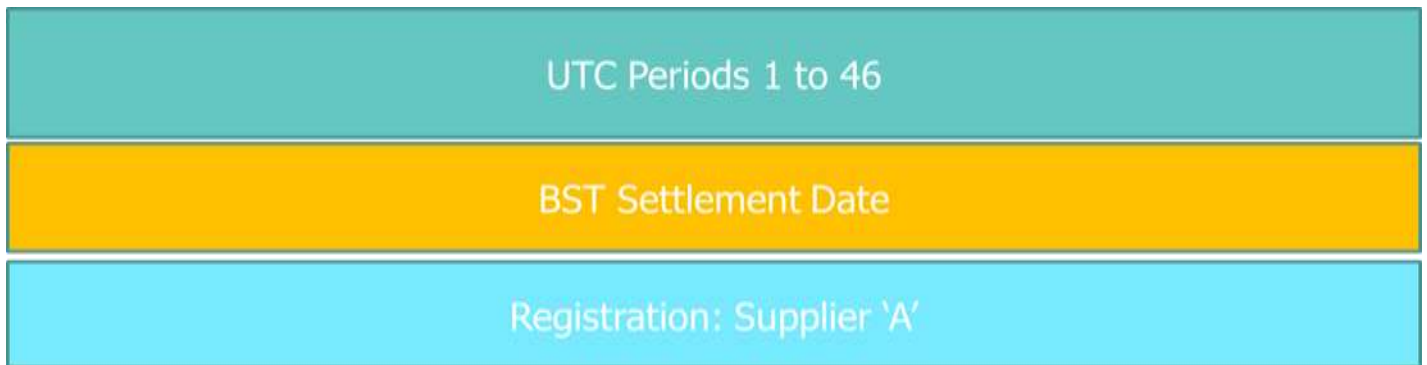 UTC Periods 1 to 46
BST Settlement Date
Registration: Supplier ‘A’